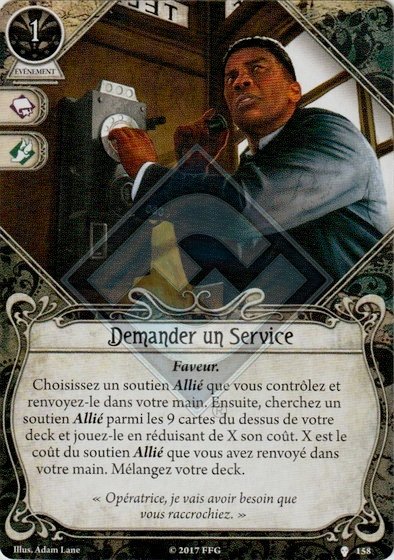 TEL
1
ÉVÉNEMENT
Demander un Service
Faveur.
Choisissez un soutien Allié que vous contrôlez et
renvoyez-le dans votre main. Ensuite, cherchez un
soutien Allié parmi les 9 cartes du dessus de votre
deck et jouez-le en réduisant de X son coût. X est le
coût du soutien Allié que vous avez renvoyé dans
votre main. Mélangez votre deck.
« Opératrice, je vais avoir besoin que
vous raccrochiez. »
Illus. Adam Lane © 2017 FFG 158